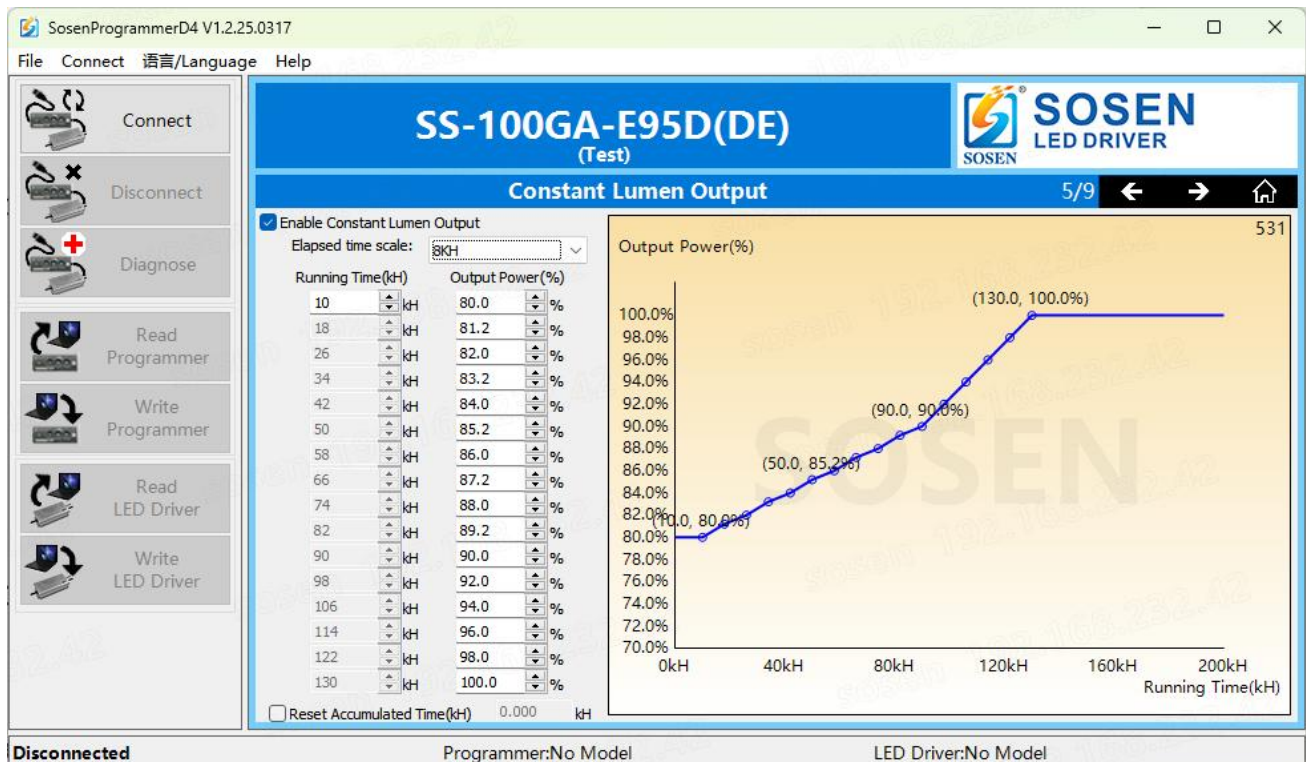 SosenProgrammerD4 V1.2.25.0317
File Connect 语言/Language Help
Connect
Disconnect
Diagnose
Read
Programmer
Write
Programmer
Read
LED Driver
Write
LED Driver
SS-100GA-E95D(DE)
(Test)
SOSEN
SOSEN
LED DRIVER
Constant Lumen Output
5/9
Enable Constant Lumen Output
Elapsed time scale: 8KH
Running Time(kH) Output Power(%)
10 kH 80.0 %
18 kH 81.2 %
26 kH 82.0 %
34 kH 83.2 %
42 kH 84.0 %
50 kH 85.2 %
58 kH 86.0 %
66 kH 87.2 %
74 kH 88.0 %
82 kH 89.2 %
90 kH 90.0 %
98 kH 92.0 %
106 kH 94.0 %
114 kH 96.0 %
122 kH 98.0 %
130 kH 100.0 %
Reset Accumulated Time(kH) 0.000 kH
531
Output Power(%)
(130.0, 100.0%)
(90.0, 90.0%)
(50.0, 85.2%)
(10.0, 80.0%)
100.0%
98.0%
96.0%
94.0%
92.0%
90.0%
88.0%
86.0%
84.0%
82.0%
80.0%
78.0%
76.0%
74.0%
72.0%
70.0%
SOSEN
0kH 40kH 80kH 120kH 160kH 200kH
Running Time(kH)
Disconnected Programmer:No Model LED Driver:No Model